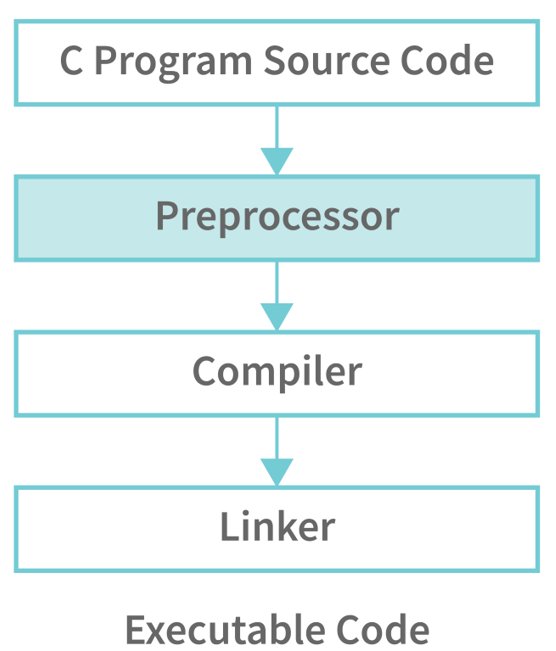 C Program Source Code
Preprocessor
Compiler
Linker
Executable Code